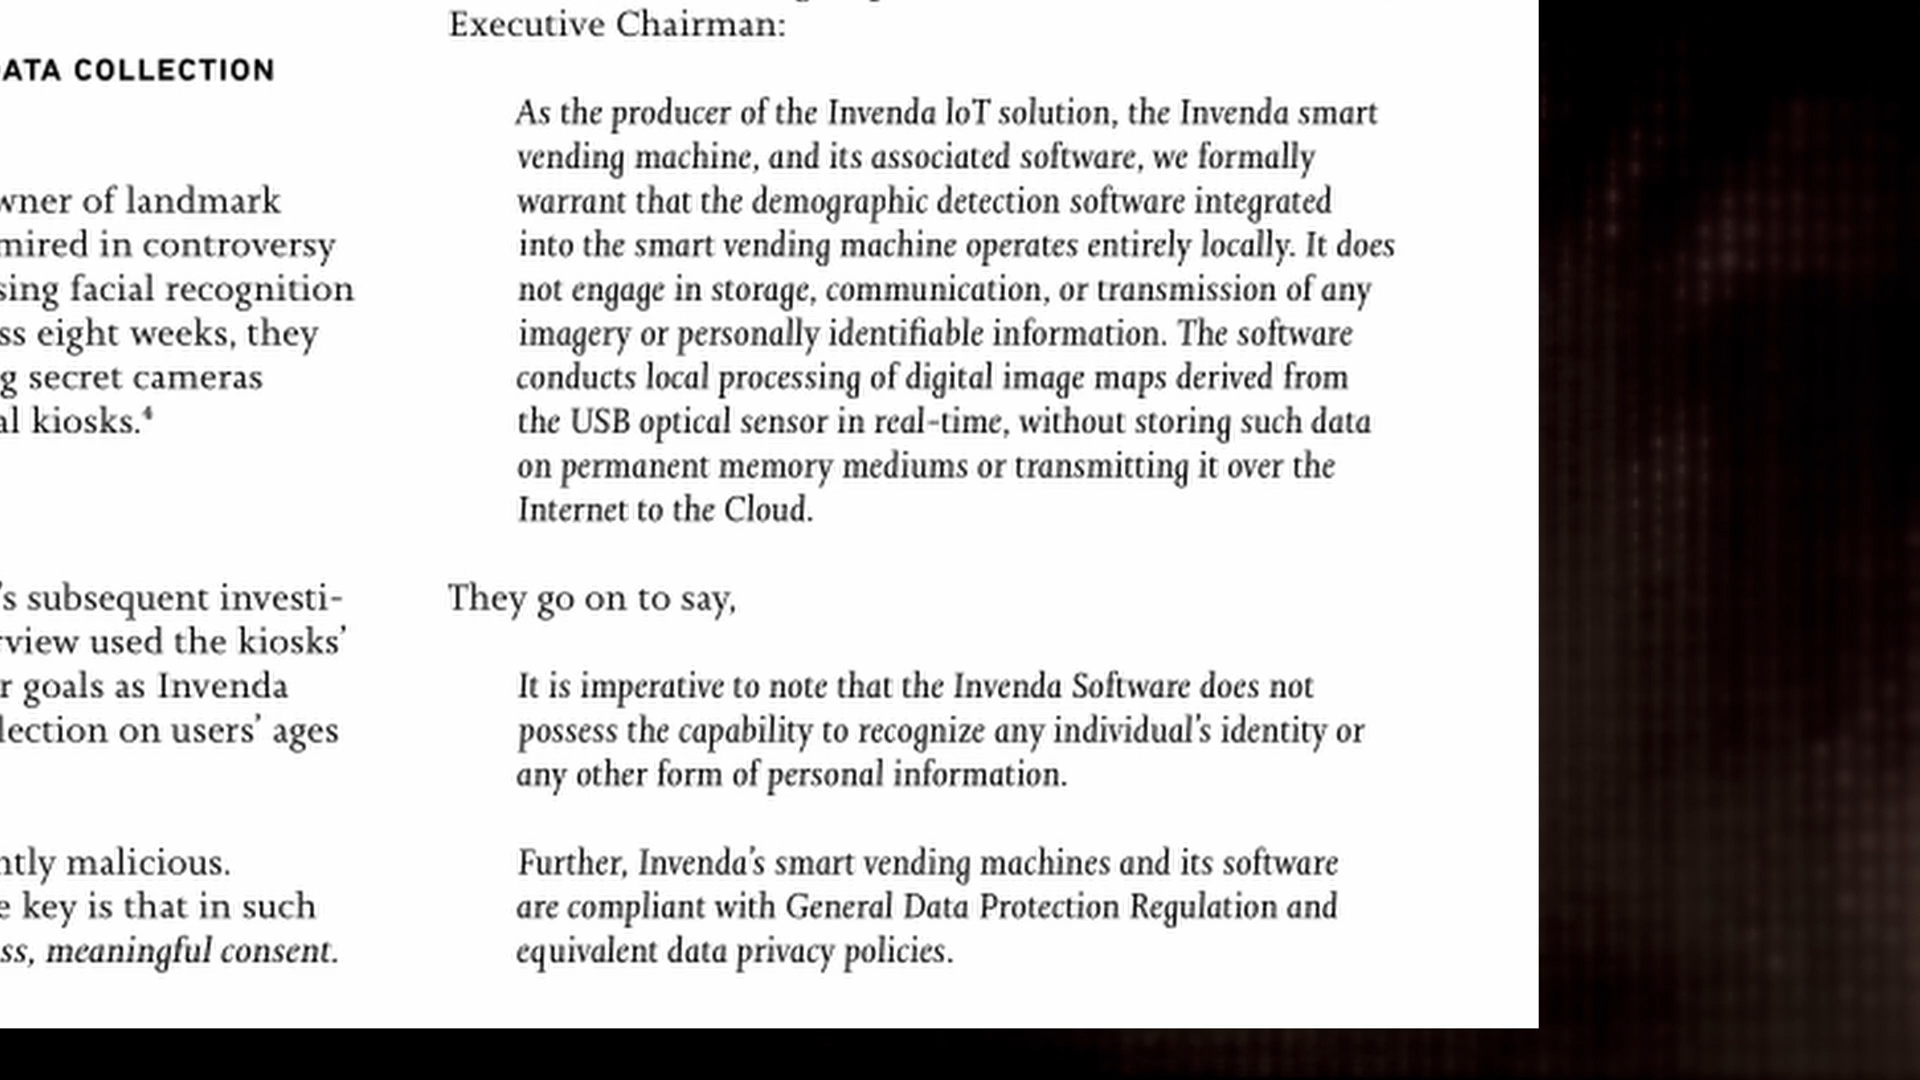 ATA COLLECTION
wner of landmark
mired in controversy
sing facial recognition
ss eight weeks, they
g secret cameras
al kiosks.⁴
's subsequent investi-
rview used the kiosks'
r goals as Invenda
lection on users' ages
ntly malicious.
e key is that in such
ss, meaningful consent.
Executive Chairman:
As the producer of the Invenda IoT solution, the Invenda smart
vending machine, and its associated software, we formally
warrant that the demographic detection software integrated
into the smart vending machine operates entirely locally. It does
not engage in storage, communication, or transmission of any
imagery or personally identifiable information. The software
conducts local processing of digital image maps derived from
the USB optical sensor in real-time, without storing such data
on permanent memory mediums or transmitting it over the
Internet to the Cloud.
They go on to say,
It is imperative to note that the Invenda Software does not
possess the capability to recognize any individual's identity or
any other form of personal information.
Further, Invenda's smart vending machines and its software
are compliant with General Data Protection Regulation and
equivalent data privacy policies.